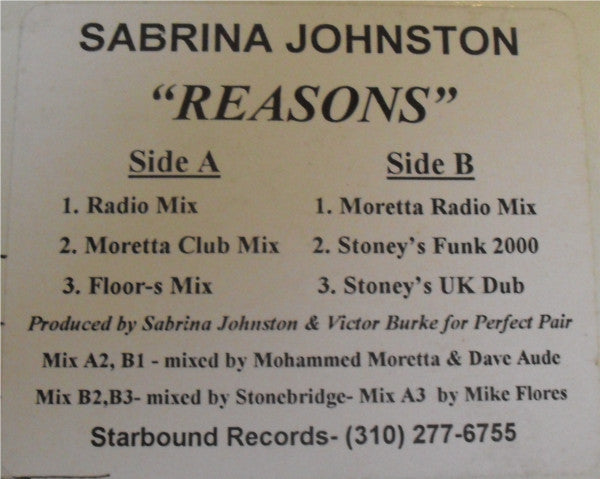 SABRINA JOHNSTON
“REASONS”
Side A
1. Radio Mix
2. Moretta Club Mix
3. Floor-s Mix
Side B
1. Moretta Radio Mix
2. Stoney's Funk 2000
3. Stoney's UK Dub
Produced by Sabrina Johnston & Victor Burke for Perfect Pair
Mix A2, B1 - mixed by Mohammed Moretta & Dave Aude
Mix B2,B3- mixed by Stonebridge- Mix A3 by Mike Flores
Starbound Records- (310) 277-6755